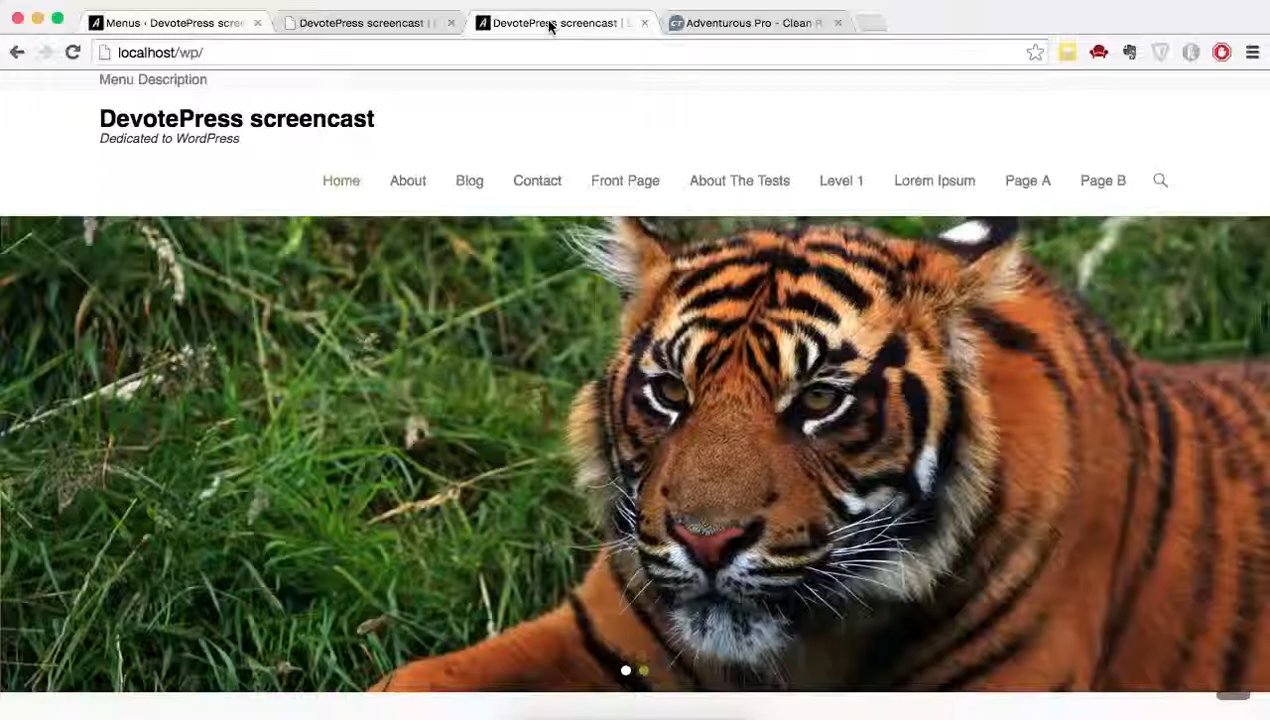 Menus ‹ DevotePress scree
DevotePress screencast |
DevotePress screencast |
Adventurous Pro - Clean R
localhost/wp/
Menu Description
DevotePress screencast
Dedicated to WordPress
Home About Blog Contact Front Page About The Tests Level 1 Lorem Ipsum Page A Page B